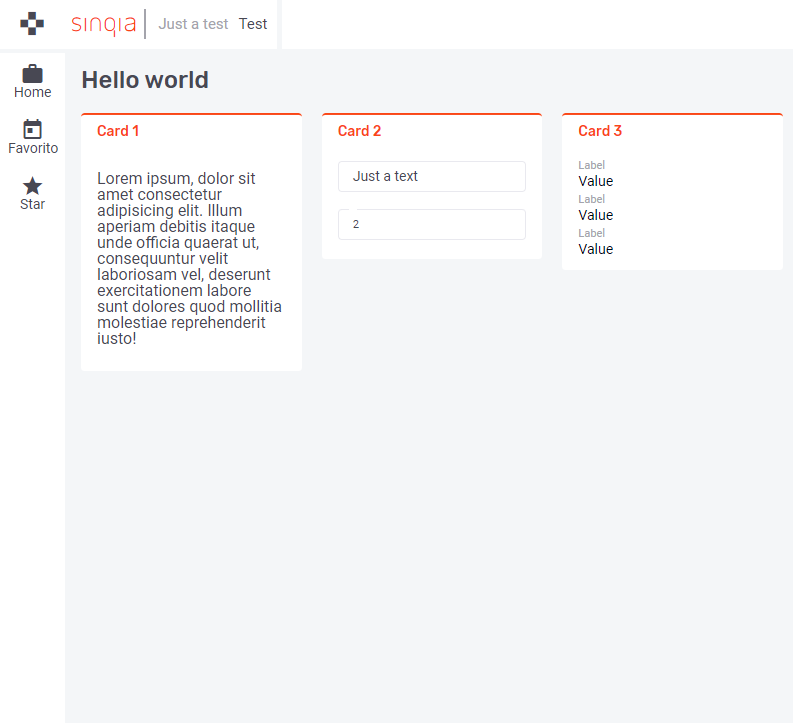 sinqia Just a test Test
Home
Favorito
Star
Hello world
Card 1
Lorem ipsum, dolor sit
amet consectetur
adipisicing elit. Illum
aperiam debitis itaque
unde officia quaerat ut,
consequuntur velit
laboriosam vel, deserunt
exercitationem labore
sunt dolores quod mollitia
molestiae reprehenderit
iusto!
Card 2
Just a text
2
Card 3
Label
Value
Label
Value
Label
Value